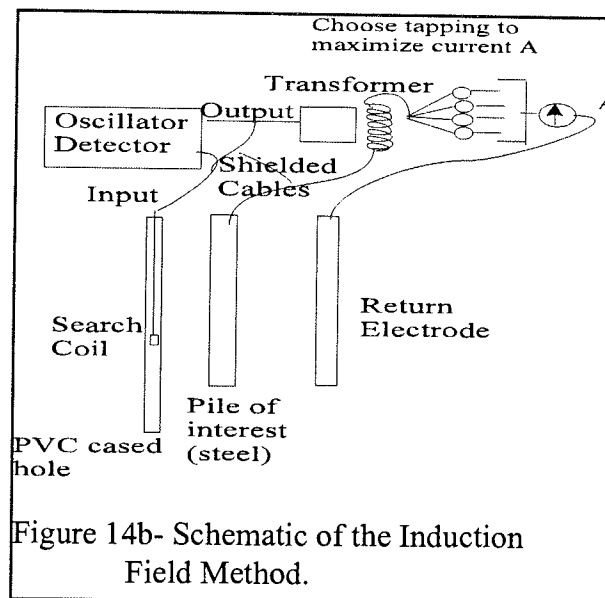 Choose tapping to
maximize current A
Transformer
A
Output
Oscillator
Detector
Shielded
Cables
Input
Search
Coil
Return
Electrode
Pile of
interest
(steel)
PVC cased
hole
Figure 14b- Schematic of the Induction
Field Method.